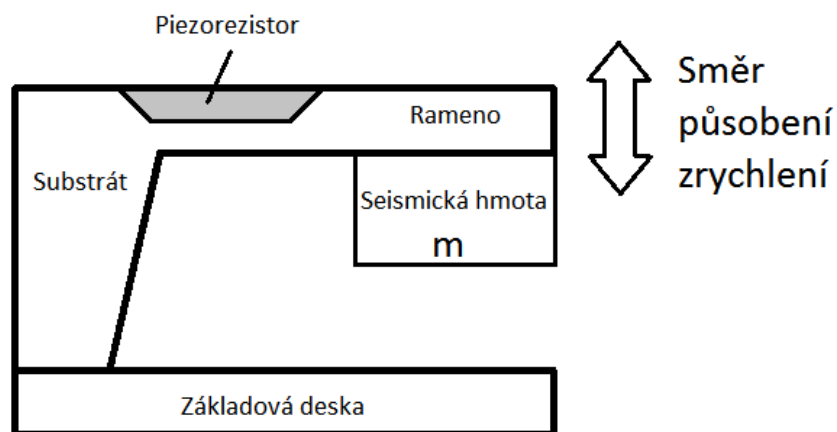 Piezorezistor
Směr
působení
zrychlení
Rameno
Substrát
Seismická hmota
m
Základová deska